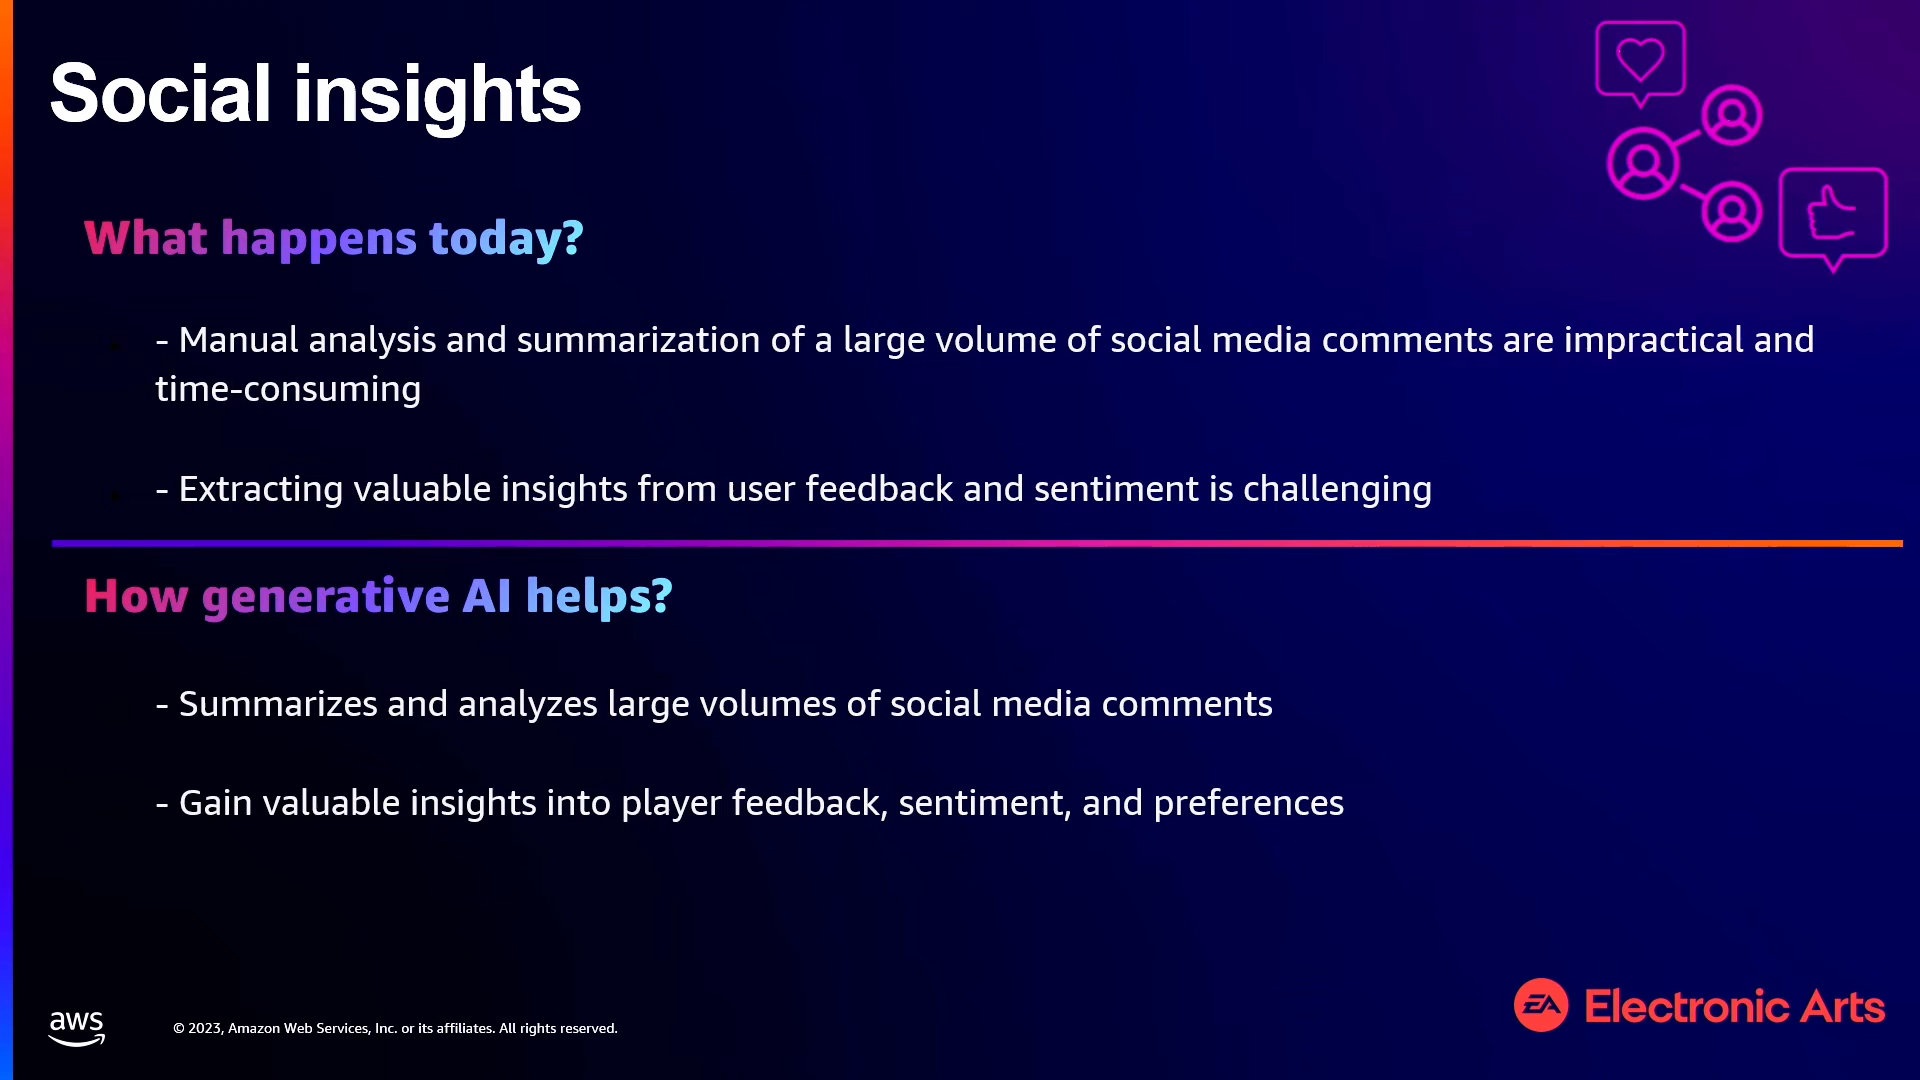 Social insights
What happens today?
- Manual analysis and summarization of a large volume of social media comments are impractical and
time-consuming
- Extracting valuable insights from user feedback and sentiment is challenging
How generative AI helps?
- Summarizes and analyzes large volumes of social media comments
- Gain valuable insights into player feedback, sentiment, and preferences
aws
© 2023, Amazon Web Services, Inc. or its affiliates. All rights reserved.
EA Electronic Arts